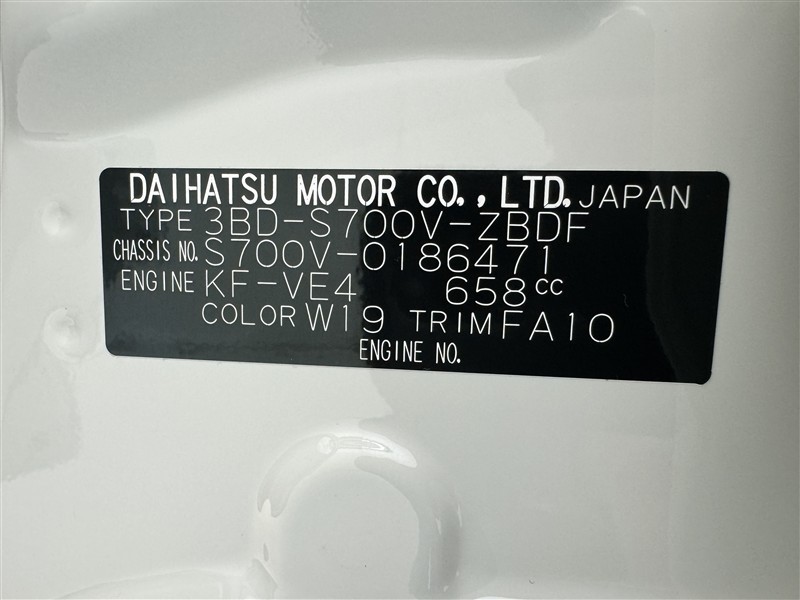 DAIHATSU MOTOR CO.,LTD.JAPAN
TYPE 3BD-S700V-ZBDF
CHASSIS NO. S700V-0186471
ENGINE KF-VE4 658cc
COLOR W19 TRIM FA10
ENGINE NO.